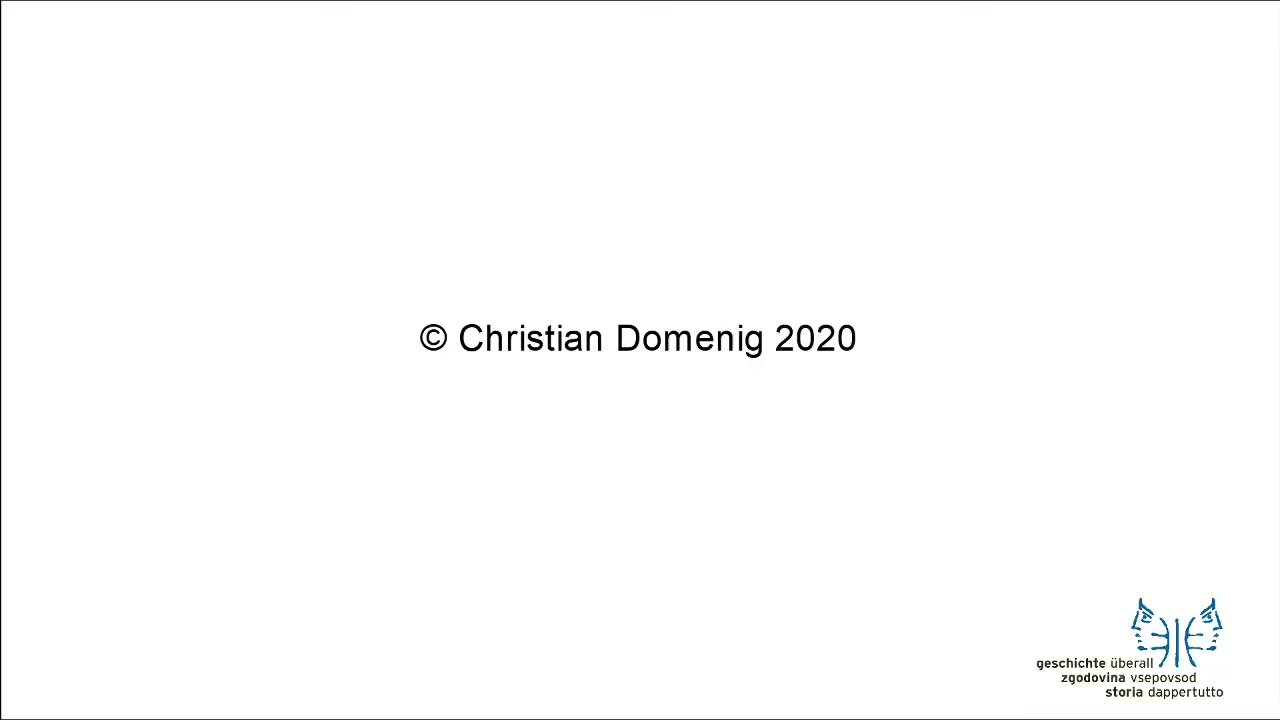 © Christian Domenig 2020
geschichte überall
zgodovina vsepovsod
storia dappertutto